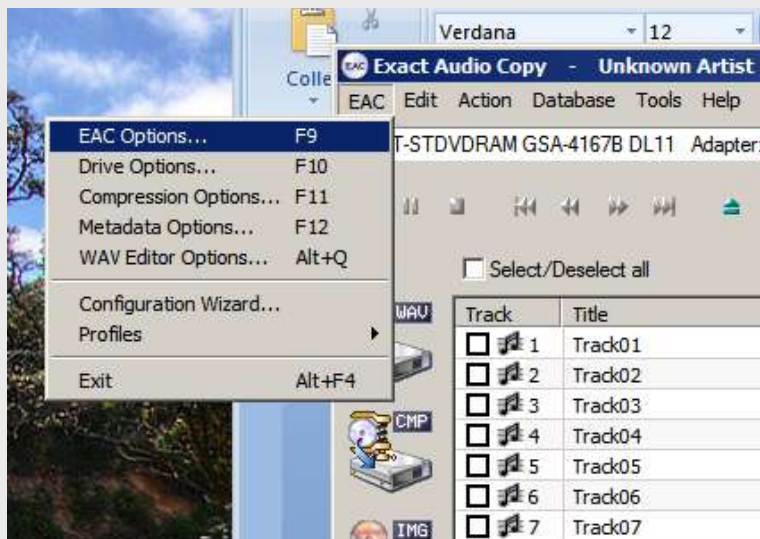 Verdana 12
Colle
EAC Exact Audio Copy - Unknown Artist
EAC Edit Action Database Tools Help
EAC Options... F9
T-STDVDRAM GSA-4167B DL11 Adapter:
Drive Options... F10
Compression Options... F11
Metadata Options... F12
WAV Editor Options... Alt+Q
Select/Deselect all
Configuration Wizard...
Profiles
Exit Alt+F4
WAV
CMP
IMG
Track Title
1 Track01
2 Track02
3 Track03
4 Track04
5 Track05
6 Track06
7 Track07